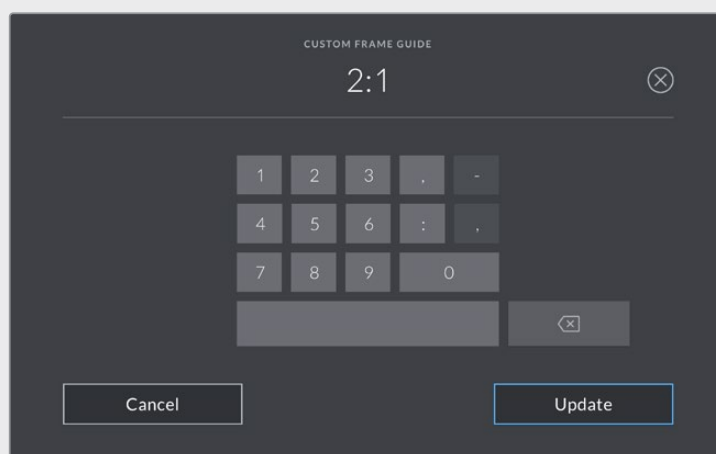 CUSTOM FRAME GUIDE
2:1
1 2 3 , -
4 5 6 : ,
7 8 9 0
Cancel Update